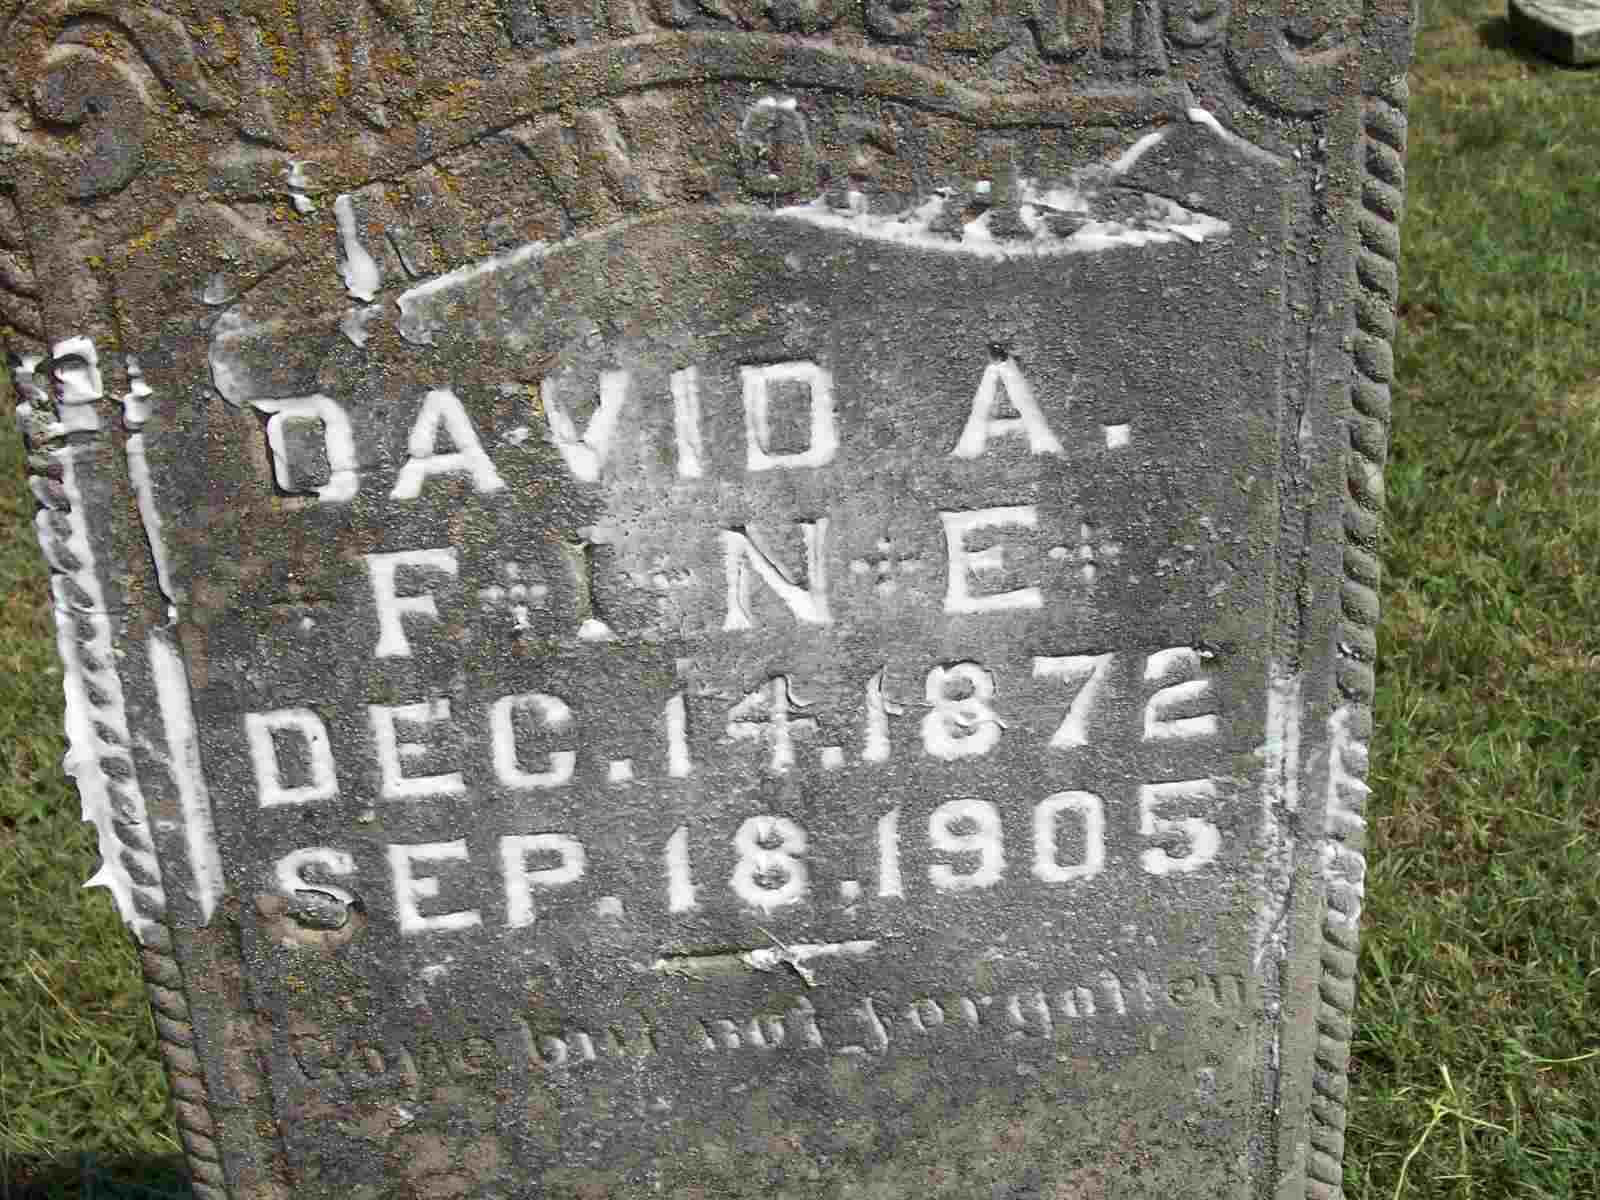 DAVID A.
F+I+N+E+
DEC. 14. 1872
SEP. 18. 1905
Gone but not forgotten